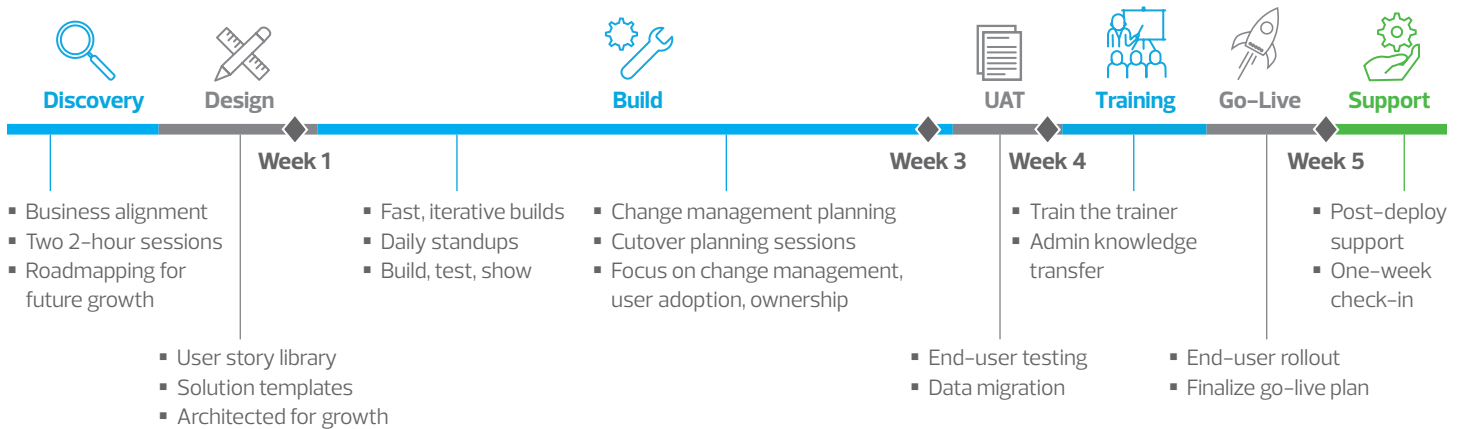 Discovery
Design
Build
UAT
Training
Go-Live
Support
Week 1
Week 3
Week 4
Week 5
▪ Business alignment
▪ Two 2-hour sessions
▪ Roadmapping for
future growth
▪ Fast, iterative builds
▪ Daily standups
▪ Build, test, show
▪ Change management planning
▪ Cutover planning sessions
▪ Focus on change management,
user adoption, ownership
▪ Train the trainer
▪ Admin knowledge
transfer
▪ Post-deploy
support
▪ One-week
check-in
▪ User story library
▪ Solution templates
▪ Architected for growth
▪ End-user testing
▪ Data migration
▪ End-user rollout
▪ Finalize go-live plan